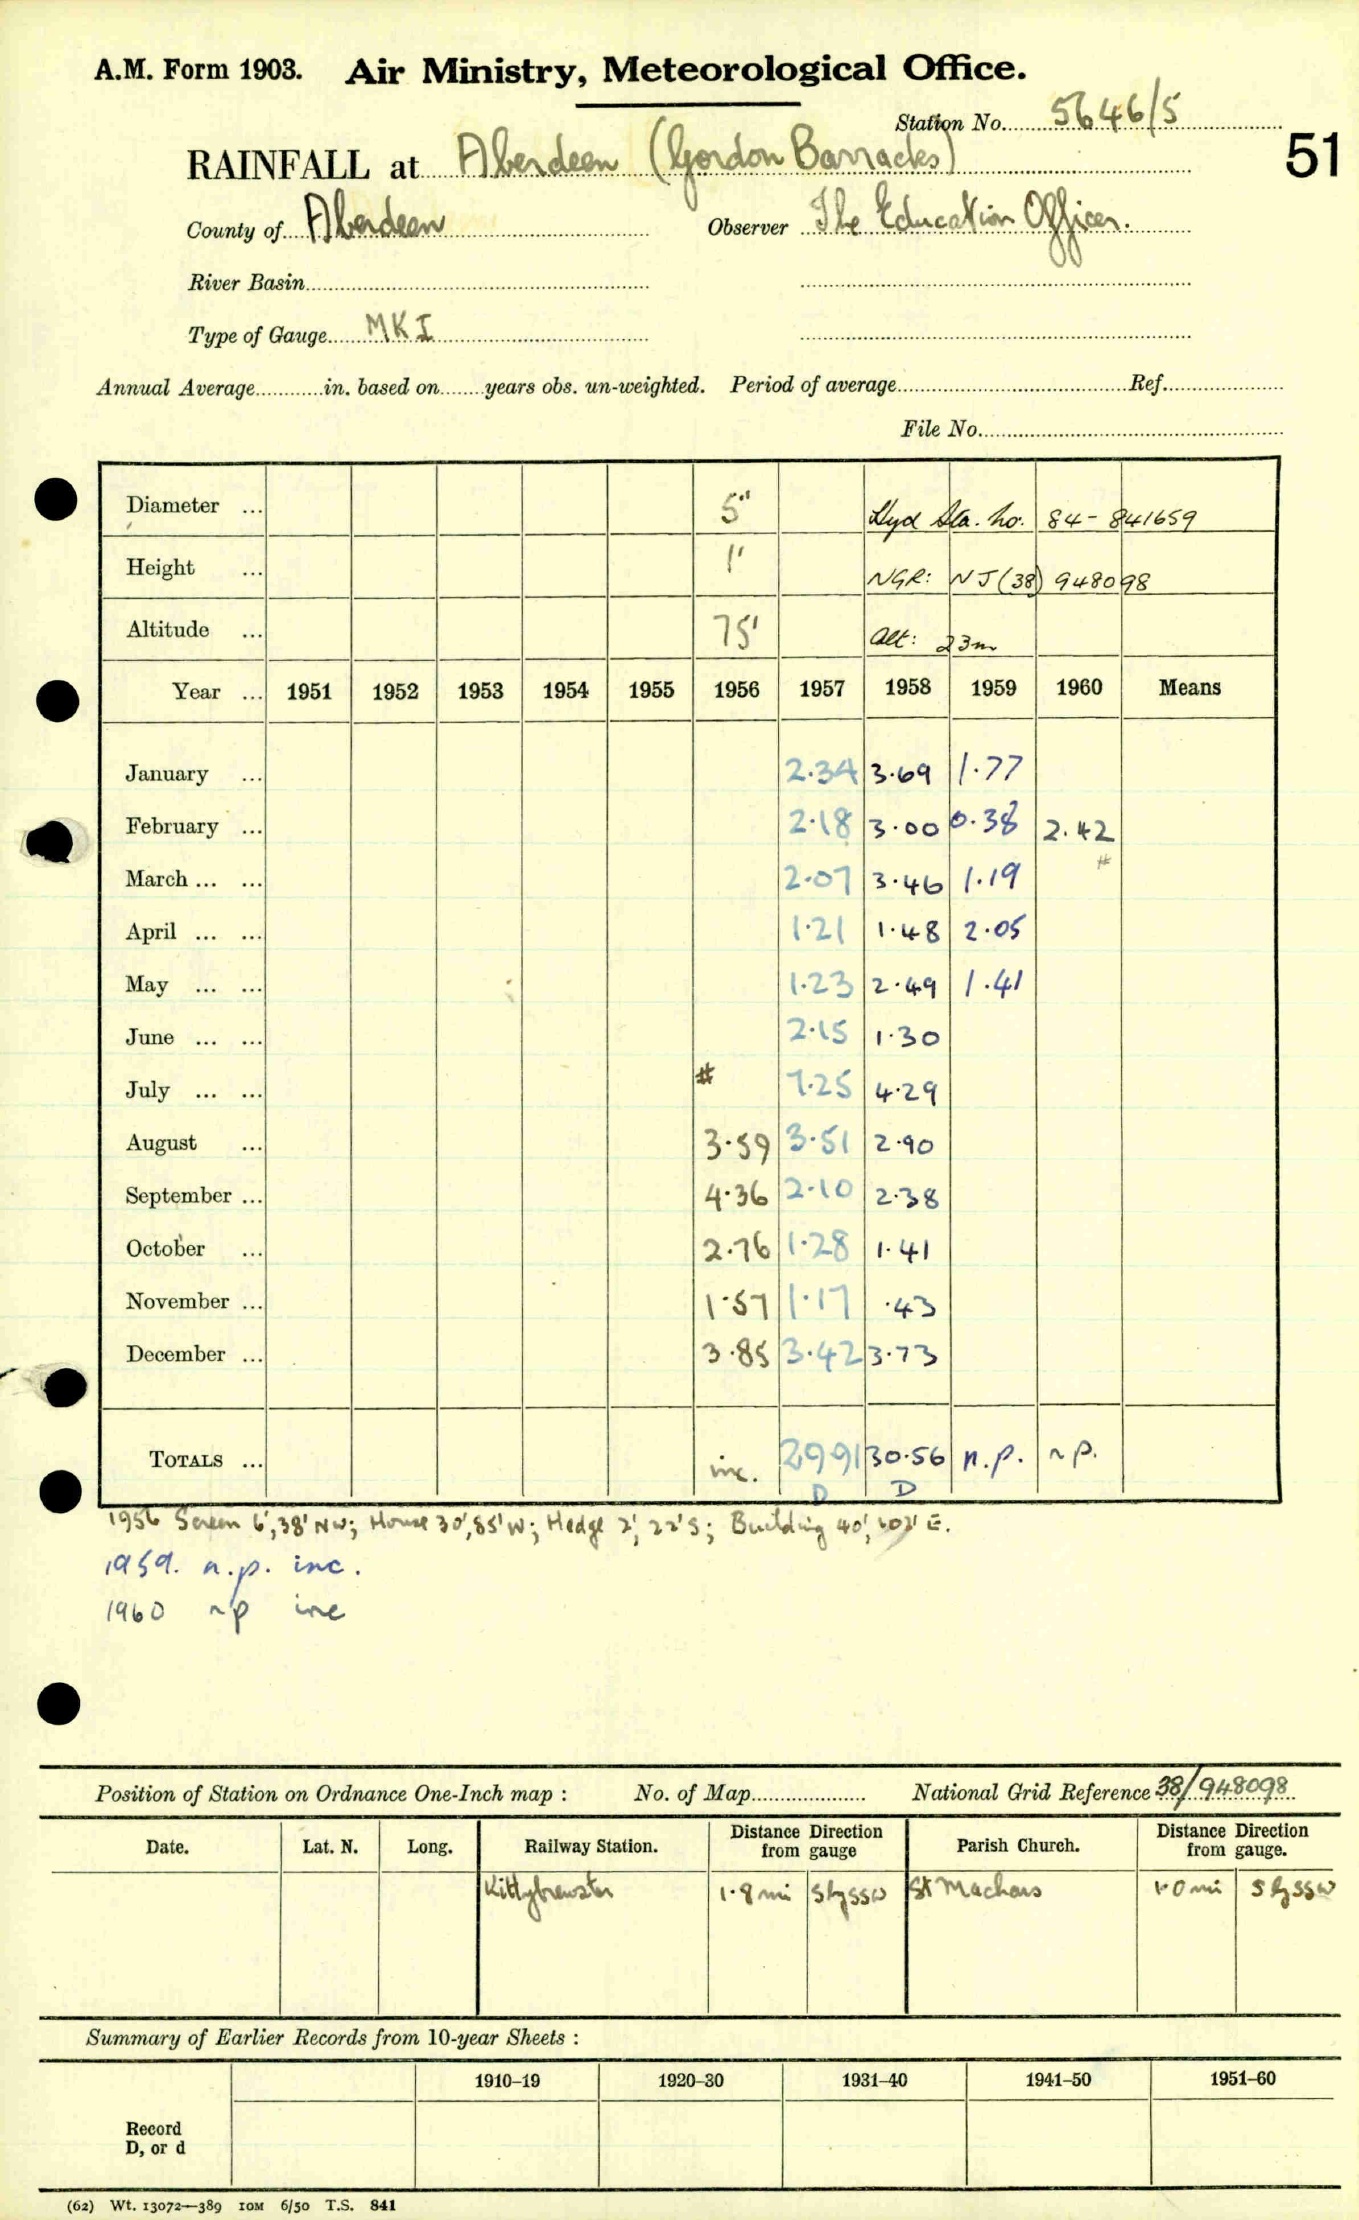 A.M. Form 1903. Air Ministry, Meteorological Office.
Station No. 5646/5
51
RAINFALL at Aberdeen (Gordon Barracks)
County of Aberdeen Observer The Education Officer.
River Basin
Type of Gauge MKI
Annual Average in. based on years obs. un-weighted. Period of average Ref.
File No.
Diameter ... 5" Hyd Sta. No. 84-841659
Height ... 1' NGR: NJ(38) 948098
Altitude ... 75' Alt: 23m
Year ... 1951 1952 1953 1954 1955 1956 1957 1958 1959 1960 Means
January ... 2.34 3.69 1.77
February ... 2.18 3.00 0.38 2.42
#
March ... ... 2.07 3.46 1.19
April ... ... 1.21 1.48 2.05
May ... ... 1.23 2.49 1.41
June ... ... 2.15 1.30
July ... ... # 7.25 4.29
August ... 3.59 3.51 2.90
September ... 4.36 2.10 2.38
October ... 2.76 1.28 1.41
November ... 1.57 1.17 .43
December ... 3.85 3.42 3.73
TOTALS ... inc. 29.91 30.56 n.p. n.p.
D D
1956 Screen 6', 38' NW; House 30', 85' W; Hedge 2', 22' S; Building 40', E.
1959. n.p. inc.
1960 np inc
Position of Station on Ordnance One-Inch map : No. of Map National Grid Reference 38/948098
Date. Lat. N. Long. Railway Station. Distance Direction from gauge Parish Church. Distance Direction from gauge.
Kittybrewster 1.8 mi SbySSW St Machars 1.0 mi SbySSW
Summary of Earlier Records from 10-year Sheets :
1910–19 1920–30 1931–40 1941–50 1951–60
Record
D, or d
(62) Wt. 13072—389 10M 6/50 T.S. 841